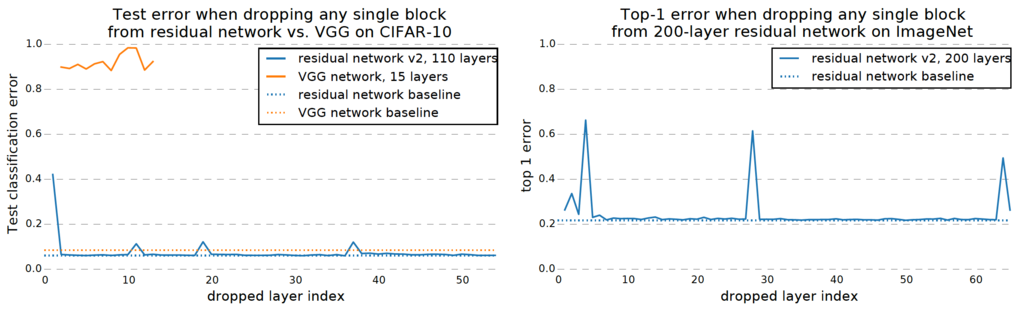 Test error when dropping any single block
from residual network vs. VGG on CIFAR-10
1.0
0.8
0.6
0.4
0.2
0.0
Test classification error
residual network v2, 110 layers
VGG network, 15 layers
residual network baseline
VGG network baseline
0
10
20
30
40
50
dropped layer index
Top-1 error when dropping any single block
from 200-layer residual network on ImageNet
1.0
0.8
0.6
0.4
0.2
0.0
top 1 error
residual network v2, 200 layers
residual network baseline
0
10
20
30
40
50
60
dropped layer index